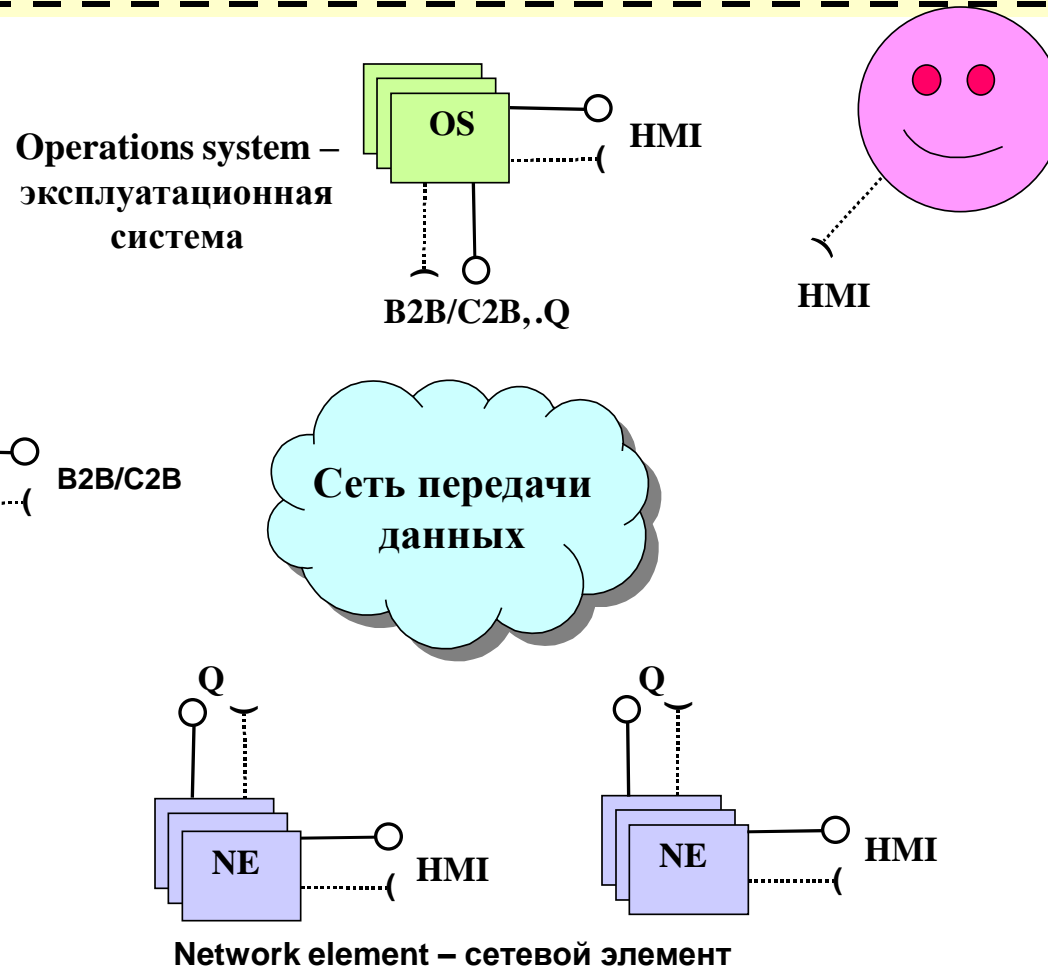 OS
HMI
Operations system –
эксплуатационная
система
B2B/C2B,.Q
HMI
B2B/C2B
Сеть передачи
данных
Q
Q
NE
HMI
NE
HMI
Network element – сетевой элемент